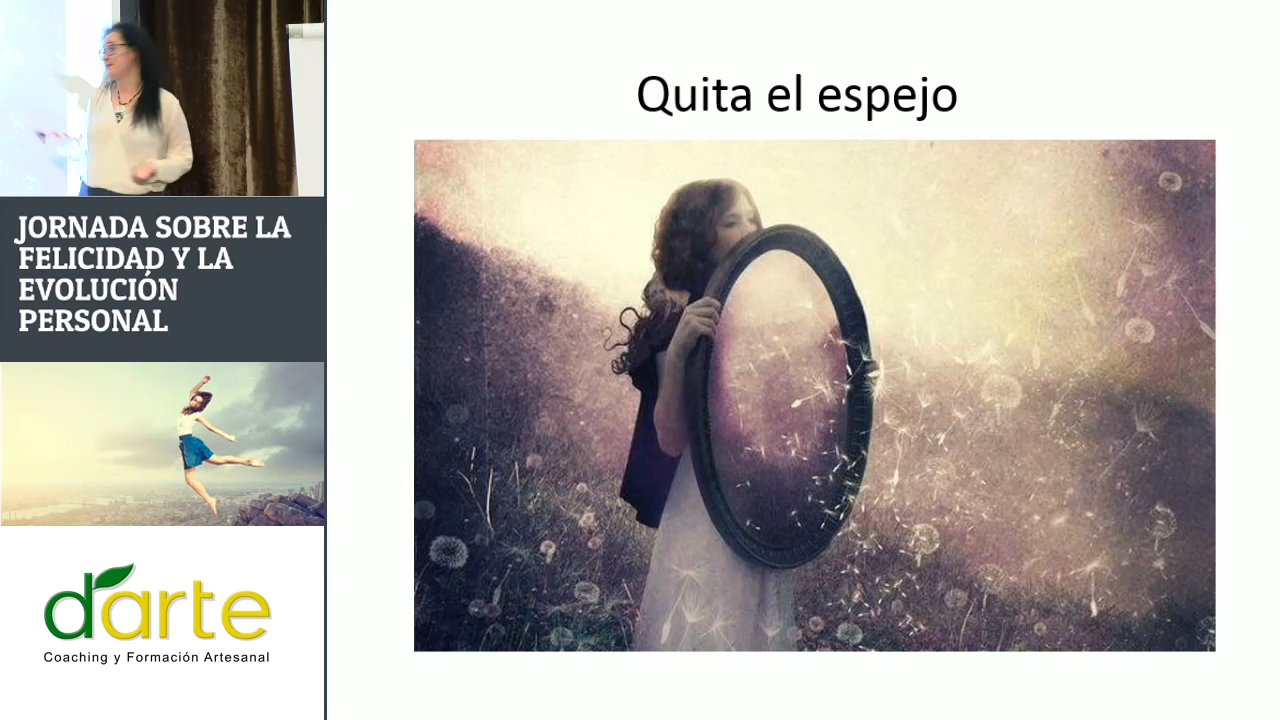 Quita el espejo
JORNADA SOBRE LA
FELICIDAD Y LA
EVOLUCIÓN
PERSONAL
d'arte
Coaching y Formación Artesanal